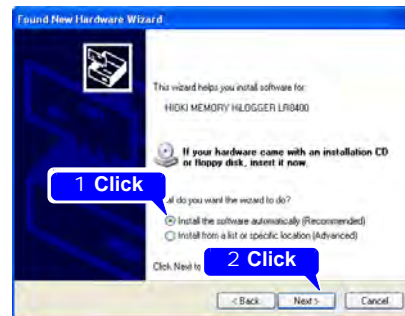 Found New Hardware Wizard
This wizard helps you install software for:
HIOKI MEMORY HiLOGGER LR8400
If your hardware came with an installation CD
or floppy disk, insert it now.
1 Click
do you want the wizard to do?
Install the software automatically (Recommended)
Install from a list or specific location (Advanced)
Click Next to
2 Click
< Back
Next >
Cancel